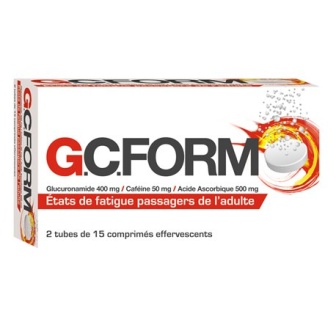 G.C.FORM
Glucuronamide 400 mg / Caféine 50 mg / Acide Ascorbique 500 mg
États de fatigue passagers de l'adulte
2 tubes de 15 comprimés effervescents
G.C.FORM